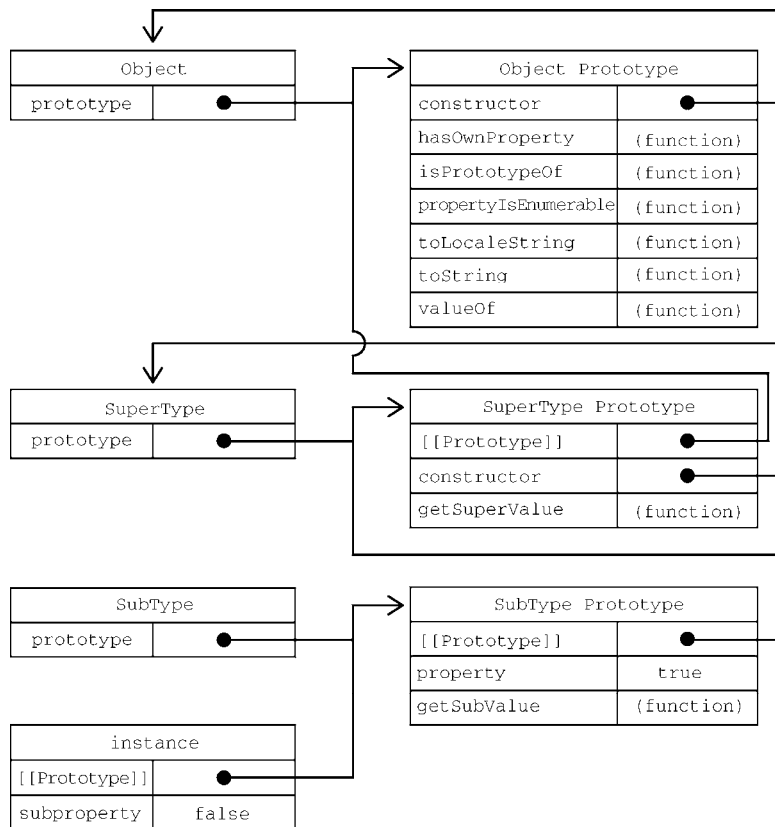 Object
prototype
Object Prototype
constructor
hasOwnProperty (function)
isPrototypeOf (function)
propertyIsEnumerable (function)
toLocaleString (function)
toString (function)
valueOf (function)
SuperType
prototype
SuperType Prototype
[[Prototype]]
constructor
getSuperValue (function)
SubType
prototype
SubType Prototype
[[Prototype]]
property true
getSubValue (function)
instance
[[Prototype]]
subproperty false